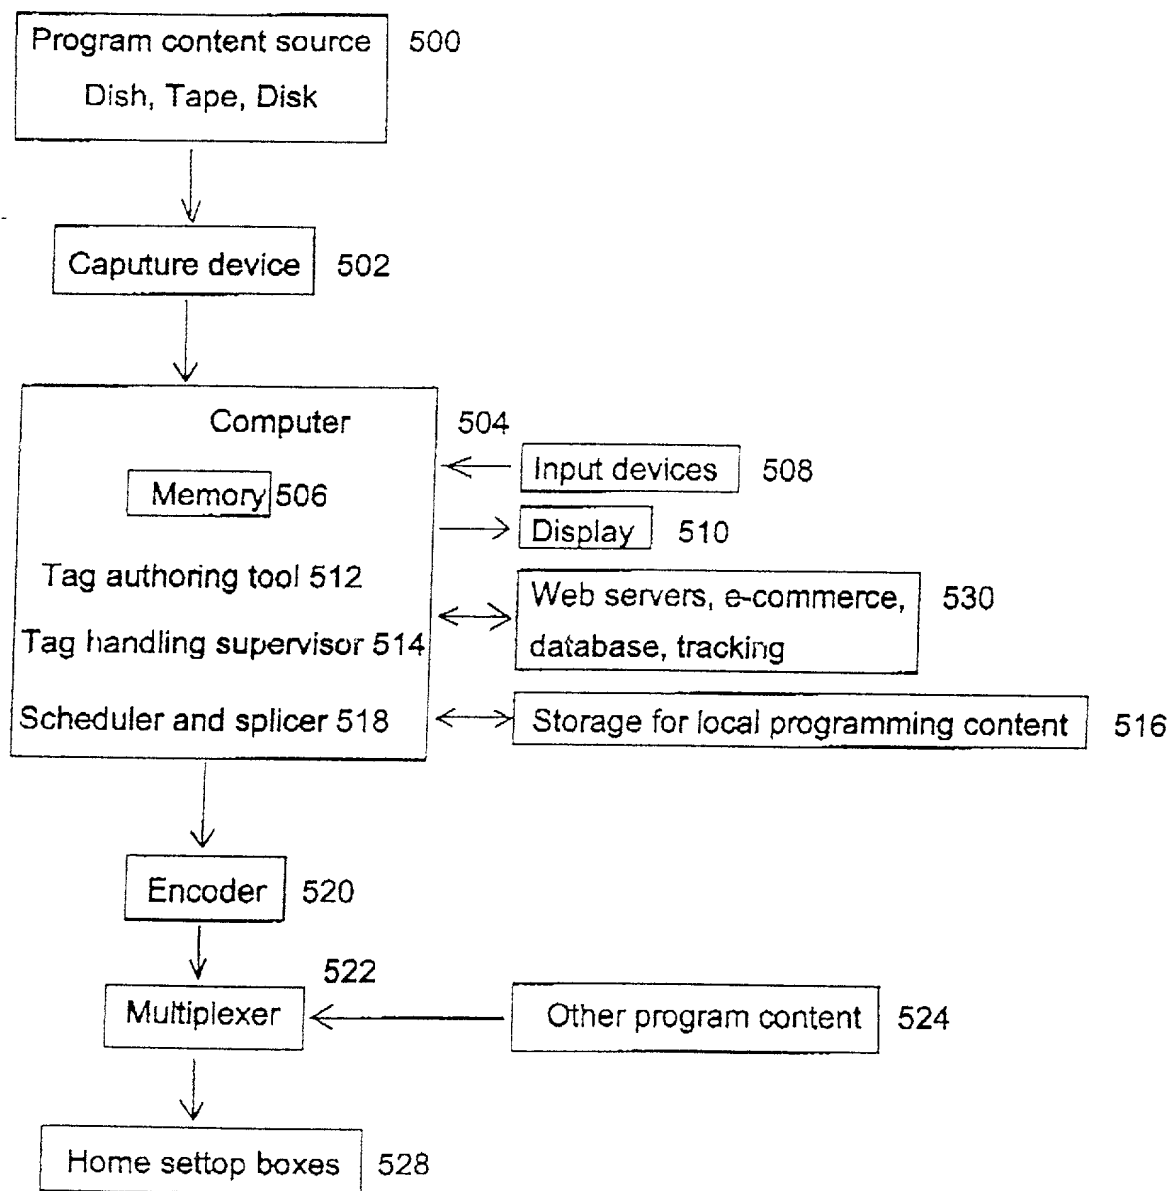 Program content source 500
Dish, Tape, Disk
Caputure device 502
Computer 504
Input devices 508
Memory 506
Display 510
Tag authoring tool 512
Web servers, e-commerce, 530
database, tracking
Tag handling supervisor 514
Scheduler and splicer 518
Storage for local programming content 516
Encoder 520
522
Multiplexer
Other program content 524
Home settop boxes 528